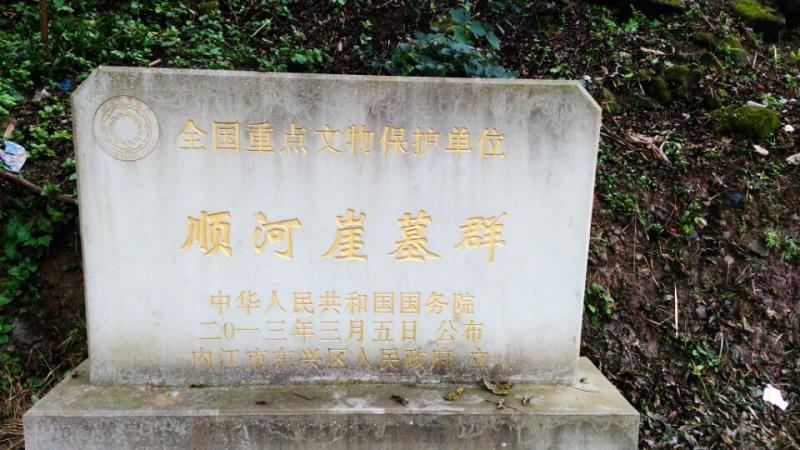 全国重点文物保护单位
顺河崖墓群
中华人民共和国国务院
二〇一三年三月五日 公布
内江市东兴区人民政府 立